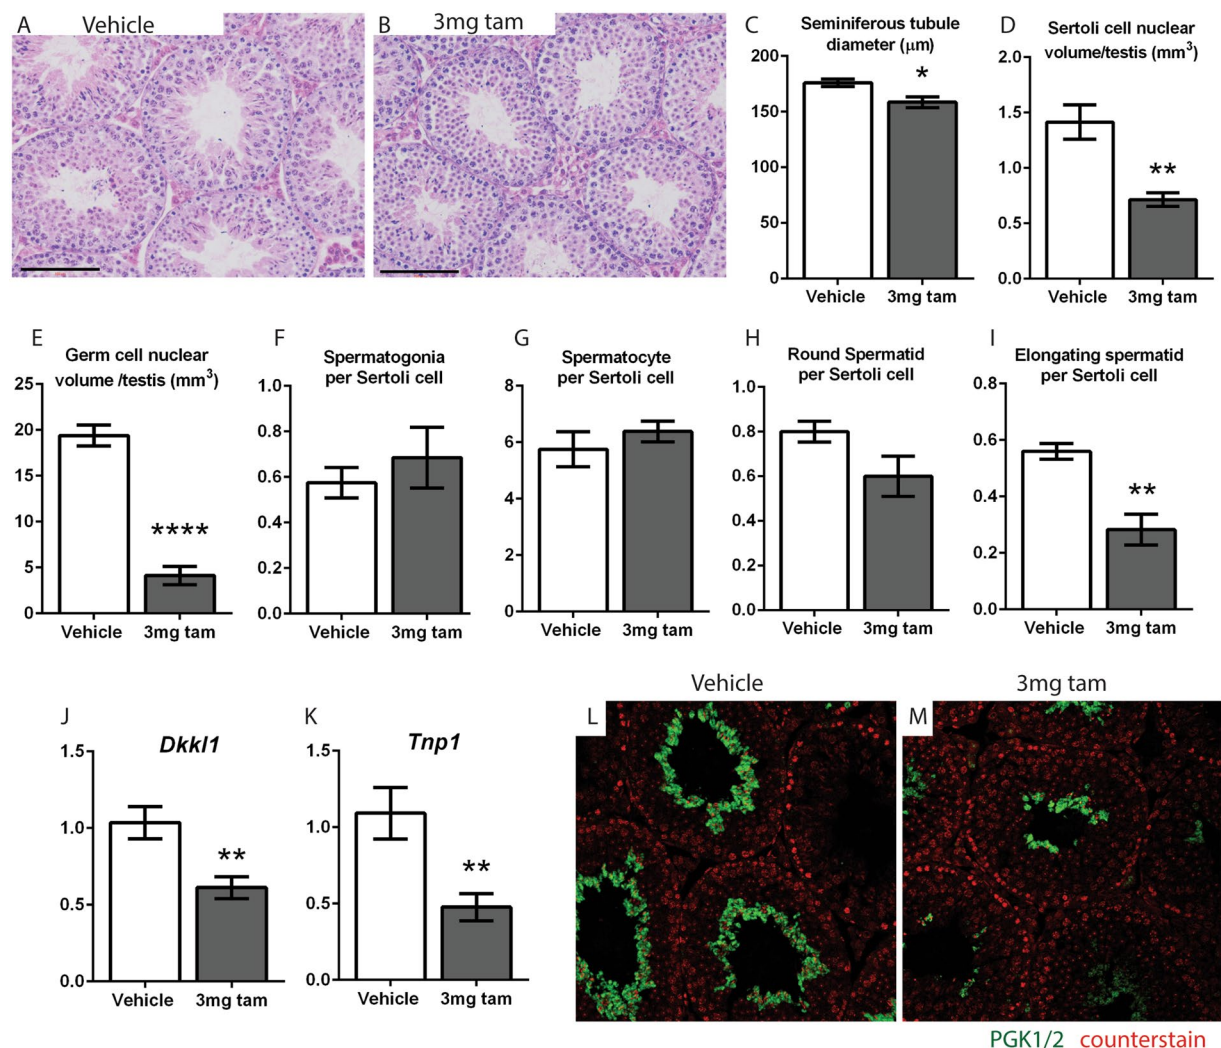 A Vehicle
B 3mg tam
C Seminiferous tubule
diameter (μm)
200
150
100
50
0
*
Vehicle 3mg tam
D Sertoli cell nuclear
volume/testis (mm3)
2.0
1.5
1.0
0.5
0.0
**
Vehicle 3mg tam
E Germ cell nuclear
volume /testis (mm3)
25
20
15
10
5
0
****
Vehicle 3mg tam
F Spermatogonia
per Sertoli cell
1.0
0.8
0.6
0.4
0.2
0.0
Vehicle 3mg tam
G Spermatocyte
per Sertoli cell
8
6
4
2
0
Vehicle 3mg tam
H Round Spermatid
per Sertoli cell
1.0
0.8
0.6
0.4
0.2
0.0
Vehicle 3mg tam
I Elongating spermatid
per Sertoli cell
0.8
0.6
0.4
0.2
0.0
**
Vehicle 3mg tam
J Dkkl1
1.5
1.0
0.5
0.0
**
Vehicle 3mg tam
K Tnp1
1.5
1.0
0.5
0.0
**
Vehicle 3mg tam
Vehicle
L
3mg tam
M
PGK1/2 counterstain